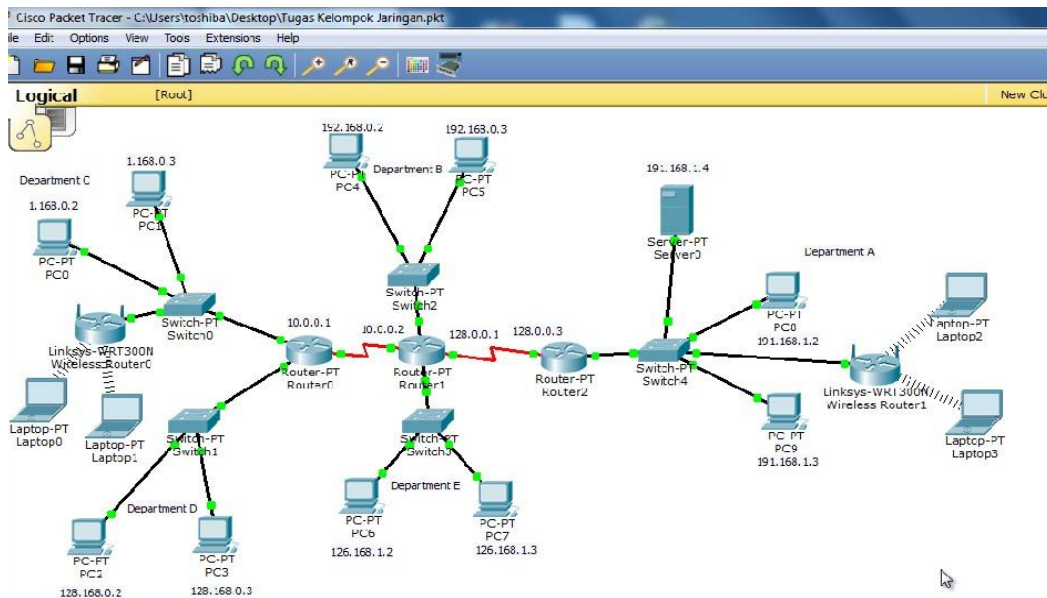 Cisco Packet Tracer - C:\Users\toshiba\Desktop\Tugas Kelompok Jaringan.pkt
ile Edit Options View Tools Extensions Help
Logical [Root] New Clu
192.168.0.2 192.168.0.3
1.168.0.3
Department C
1.168.0.2
PC-PT
PC1
PC-PT
PC0
PC-PT
PC4
Department B
PC-PT
PC5
191.168.1.4
Server-PT
Server0
Department A
Switch-PT
Switch0
Switch-PT
Switch2
PC-PT
PC8
191.168.1.2
Laptop-PT
Laptop2
Linksys-WRT300N
Wireless Router0
10.0.0.1
10.0.0.2
128.0.0.1
128.0.0.3
Router-PT
Router0
Router-PT
Router1
Router-PT
Router2
Switch-PT
Switch4
Linksys-WRT300N
Wireless Router1
Laptop-PT
Laptop0
Laptop-PT
Laptop1
Switch-PT
Switch1
Switch-PT
Switch3
PC-PT
PC9
191.168.1.3
Laptop-PT
Laptop3
Department D
Department E
PC-PT
PC6
126.168.1.2
PC-PT
PC7
126.168.1.3
PC-PT
PC2
128.168.0.2
PC-PT
PC3
128.168.0.3